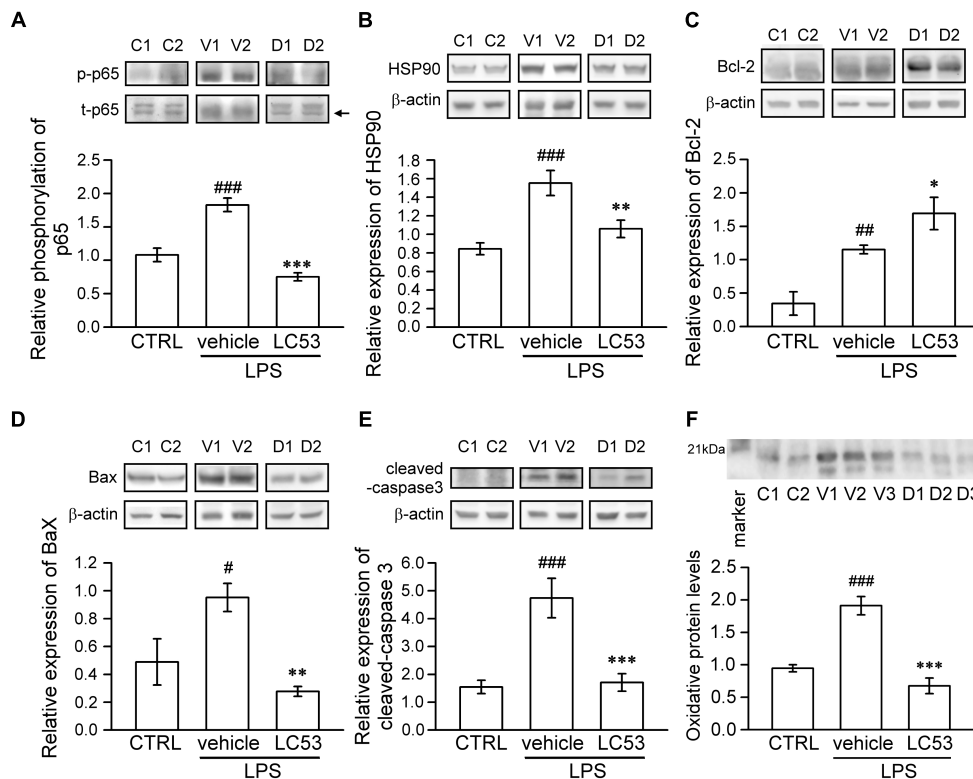 A
C1 C2 V1 V2 D1 D2
p-p65
t-p65
Relative phosphorylation of
p65
2.5
2.0
1.5
1.0
0.5
0.0
###
***
CTRL vehicle LC53
LPS
B
C1 C2 V1 V2 D1 D2
HSP90
β-actin
Relative expression of HSP90
1.8
1.6
1.4
1.2
1.0
0.8
0.6
0.4
0.2
0.0
###
**
CTRL vehicle LC53
LPS
C
C1 C2 V1 V2 D1 D2
Bcl-2
β-actin
Relative expression of Bcl-2
2.5
2.0
1.5
1.0
0.5
0.0
##
*
CTRL vehicle LC53
LPS
D
C1 C2 V1 V2 D1 D2
Bax
β-actin
Relative expression of BaX
1.2
1.0
0.8
0.6
0.4
0.2
0.0
#
**
CTRL vehicle LC53
LPS
E
C1 C2 V1 V2 D1 D2
cleaved
-caspase3
β-actin
Relative expression of
cleaved-caspase 3
6.0
5.0
4.0
3.0
2.0
1.0
0.0
###
***
CTRL vehicle LC53
LPS
F
21kDa
marker
C1 C2 V1 V2 V3 D1 D2 D3
Oxidative protein levels
2.5
2.0
1.5
1.0
0.5
0.0
###
***
CTRL vehicle LC53
LPS